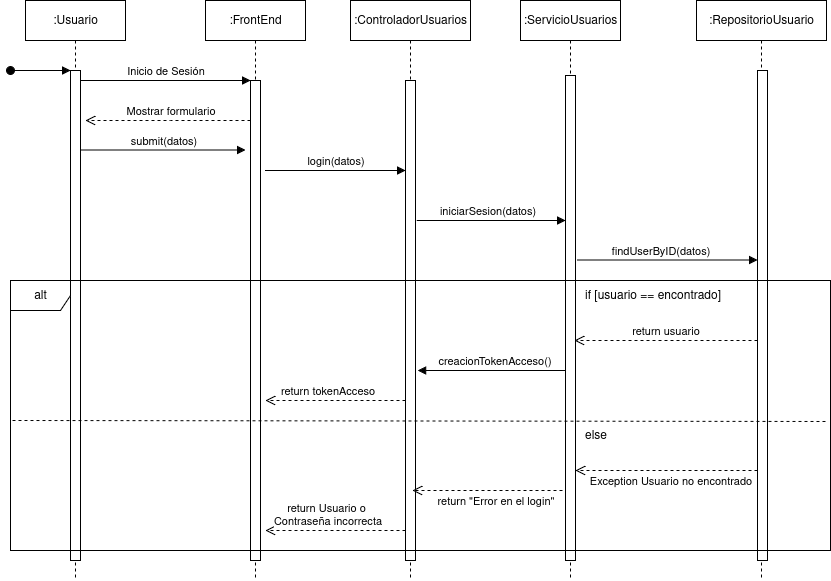 :Usuario
:FrontEnd
:ControladorUsuarios
:ServicioUsuarios
:RepositorioUsuario
Inicio de Sesión
Mostrar formulario
submit(datos)
login(datos)
iniciarSesion(datos)
findUserByID(datos)
alt
if [usuario == encontrado]
return usuario
creacionTokenAcceso()
return tokenAcceso
else
Exception Usuario no encontrado
return "Error en el login"
return Usuario o
Contraseña incorrecta